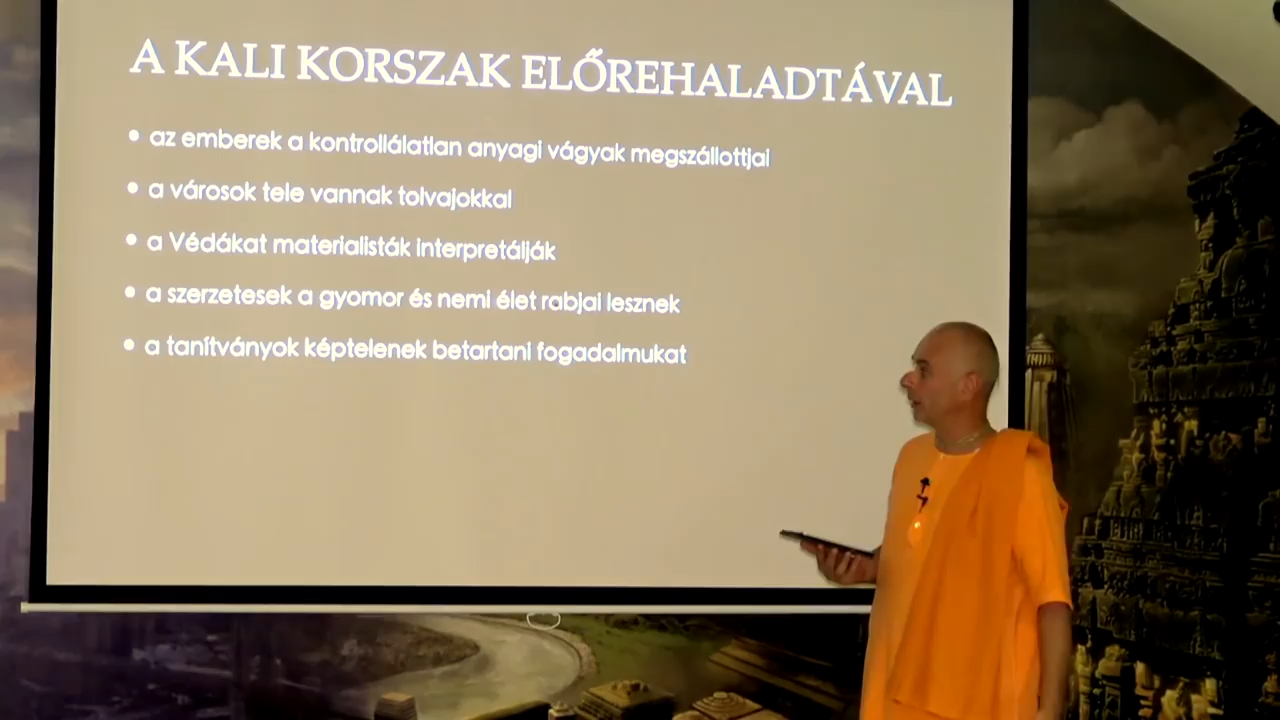 A KALI KORSZAK ELŐREHALADTÁVAL
• az emberek a kontrollálatlan anyagi vágyak megszállottjai
• a városok tele vannak tolvajokkal
• a Védákat materialisták interpretálják
• a szerzetesek a gyomor és nemi élet rabjai lesznek
• a tanítványok képtelenek betartani fogadalmukat